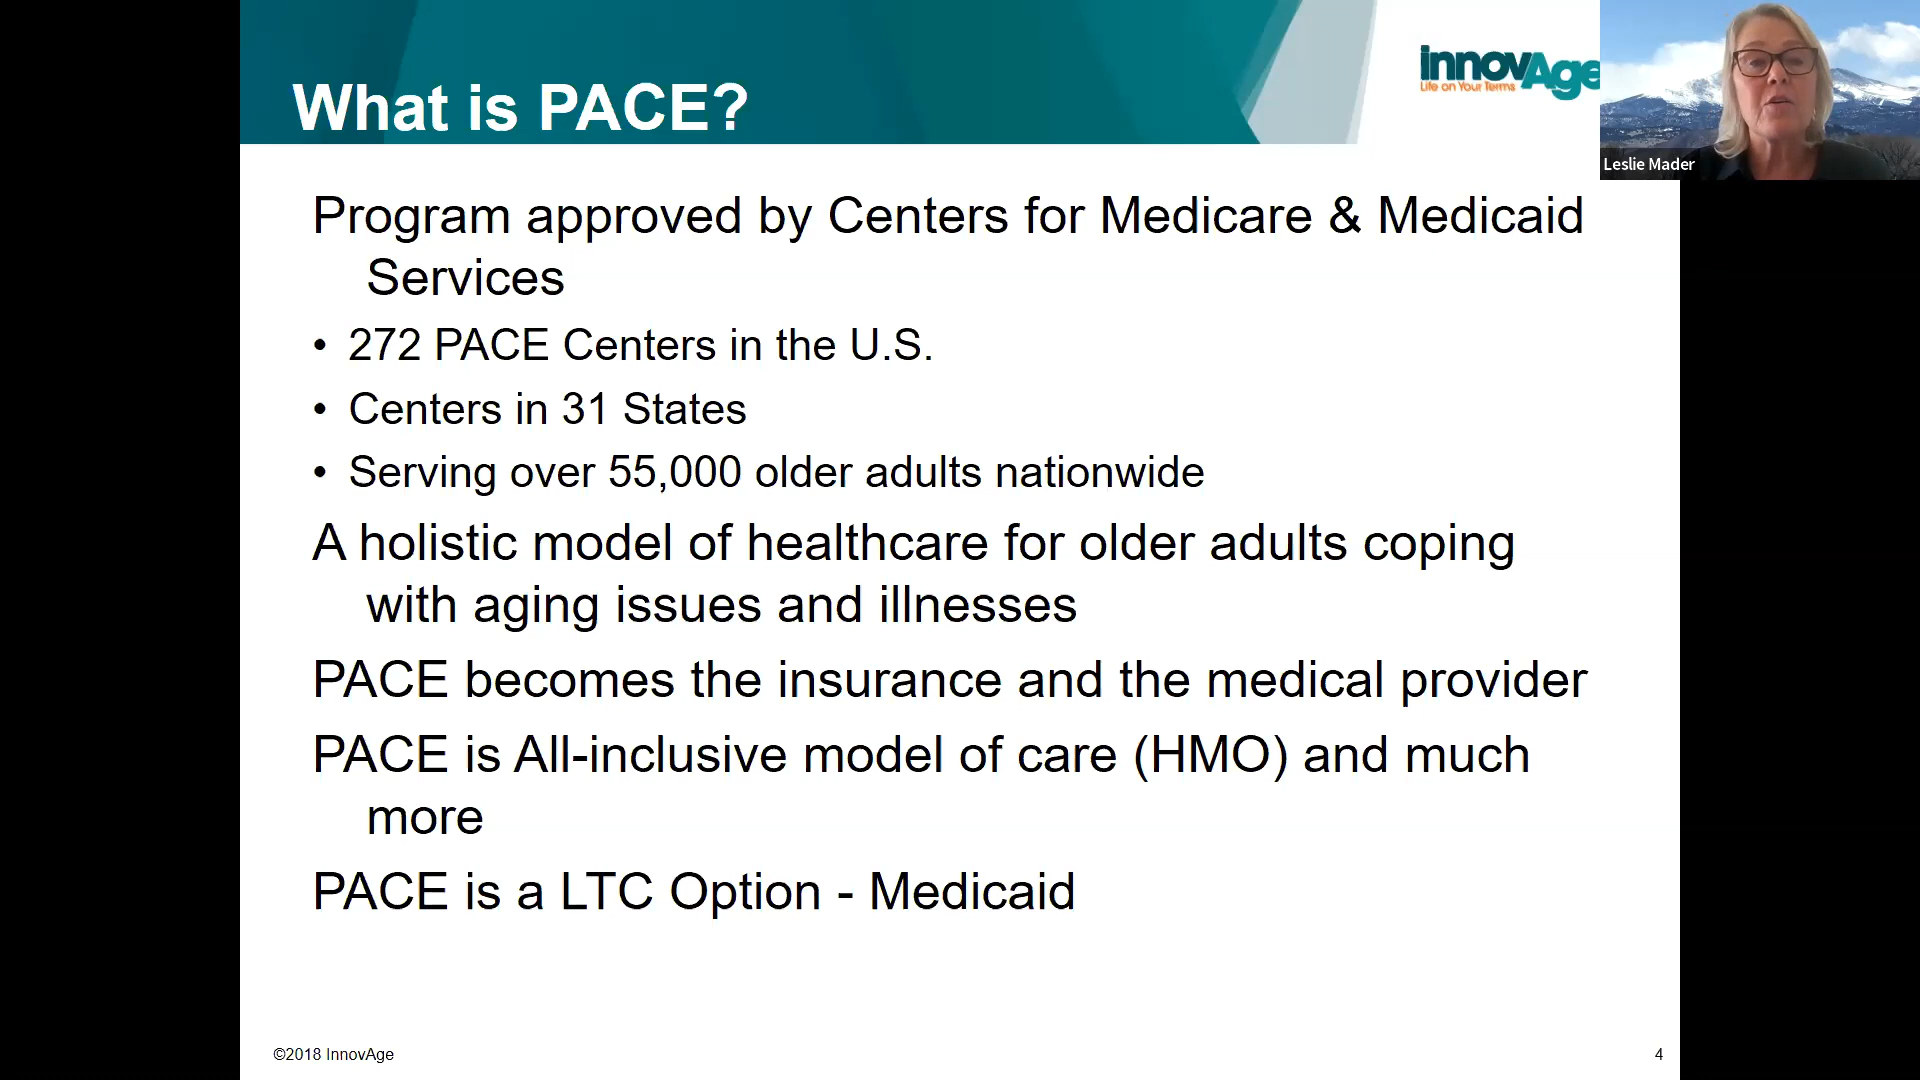 What is PACE?
innovAge
Life on Your Terms
Leslie Mader
Program approved by Centers for Medicare & Medicaid
Services
• 272 PACE Centers in the U.S.
• Centers in 31 States
• Serving over 55,000 older adults nationwide
A holistic model of healthcare for older adults coping
with aging issues and illnesses
PACE becomes the insurance and the medical provider
PACE is All-inclusive model of care (HMO) and much
more
PACE is a LTC Option - Medicaid
©2018 InnovAge
4